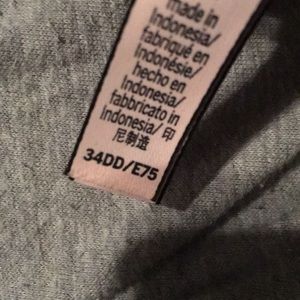 made in
Indonesia/
fabriqué en
Indonésie/
hecho en
Indonesia/
fabbricato in
Indonesia/ 印
尼制造
34DD/E75